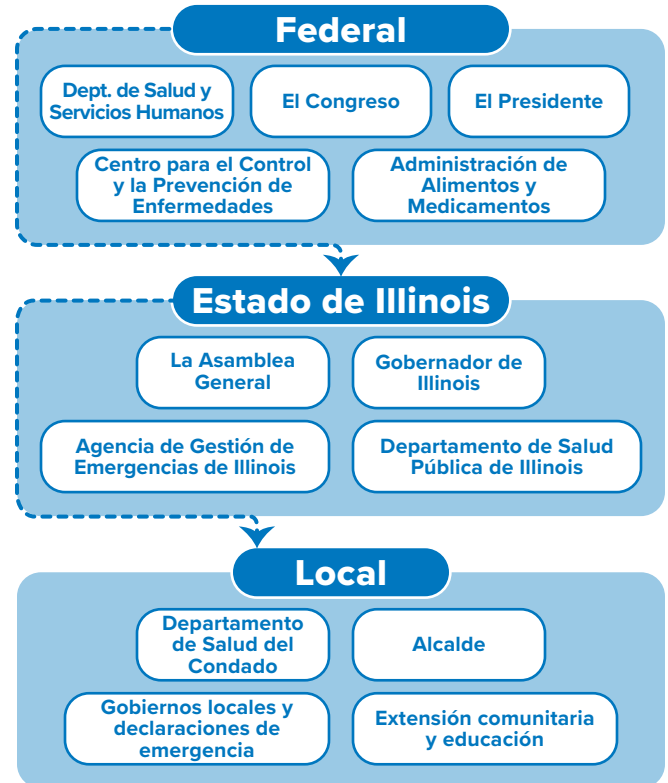 Federal
Dept. de Salud y
Servicios Humanos
El Congreso
El Presidente
Centro para el Control
y la Prevención de
Enfermedades
Administración de
Alimentos y
Medicamentos
Estado de Illinois
La Asamblea
General
Gobernador de
Illinois
Agencia de Gestión de
Emergencias de Illinois
Departamento de Salud
Pública de Illinois
Local
Departamento
de Salud del
Condado
Alcalde
Gobiernos locales y
declaraciones de
emergencia
Extensión comunitaria
y educación